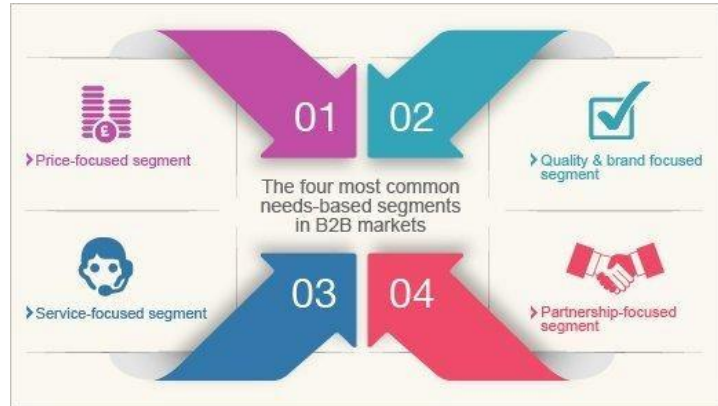 01
02
Price-focused segment
Quality & brand focused
segment
The four most common
needs-based segments
in B2B markets
03
04
Service-focused segment
Partnership-focused
segment
£